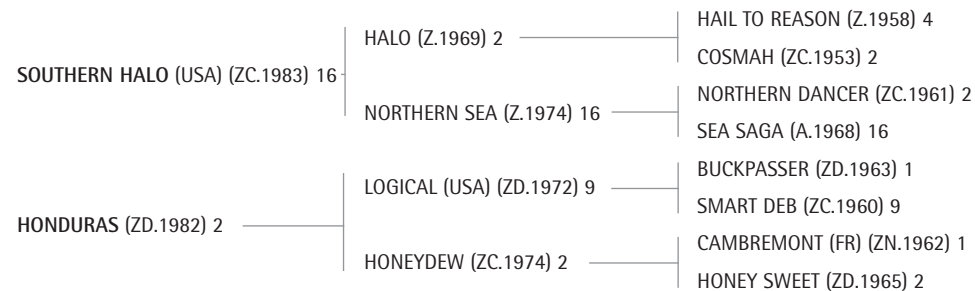 HAIL TO REASON (Z.1958) 4
HALO (Z.1969) 2
COSMAH (ZC.1953) 2
SOUTHERN HALO (USA) (ZC.1983) 16
NORTHERN DANCER (ZC.1961) 2
NORTHERN SEA (Z.1974) 16
SEA SAGA (A.1968) 16
BUCKPASSER (ZD.1963) 1
LOGICAL (USA) (ZD.1972) 9
SMART DEB (ZC.1960) 9
HONDURAS (ZD.1982) 2
CAMBREMONT (FR) (ZN.1962) 1
HONEYDEW (ZC.1974) 2
HONEY SWEET (ZD.1965) 2